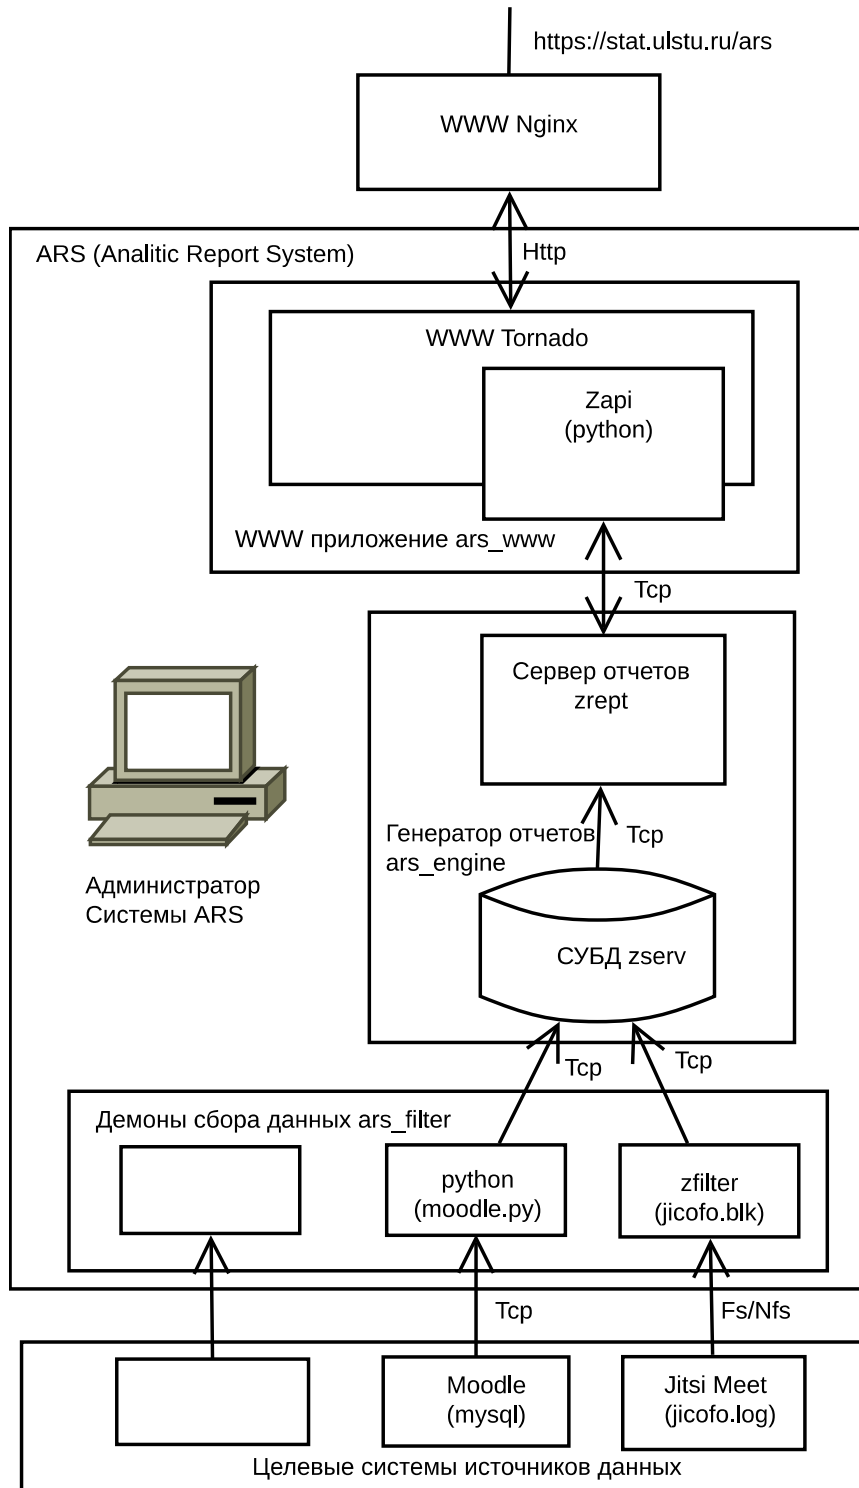 https://stat.ulstu.ru/ars
WWW Nginx
ARS (Analitic Report System)
Http
WWW Tornado
Zapi
(python)
WWW приложение ars_www
Tcp
Сервер отчетов
zrept
Генератор отчетов
ars_engine
Tcp
Администратор
Системы ARS
СУБД zserv
Tcp
Tcp
Демоны сбора данных ars_filter
python
(moodle.py)
zfilter
(jicofo.blk)
Tcp
Fs/Nfs
Moodle
(mysql)
Jitsi Meet
(jicofo.log)
Целевые системы источников данных